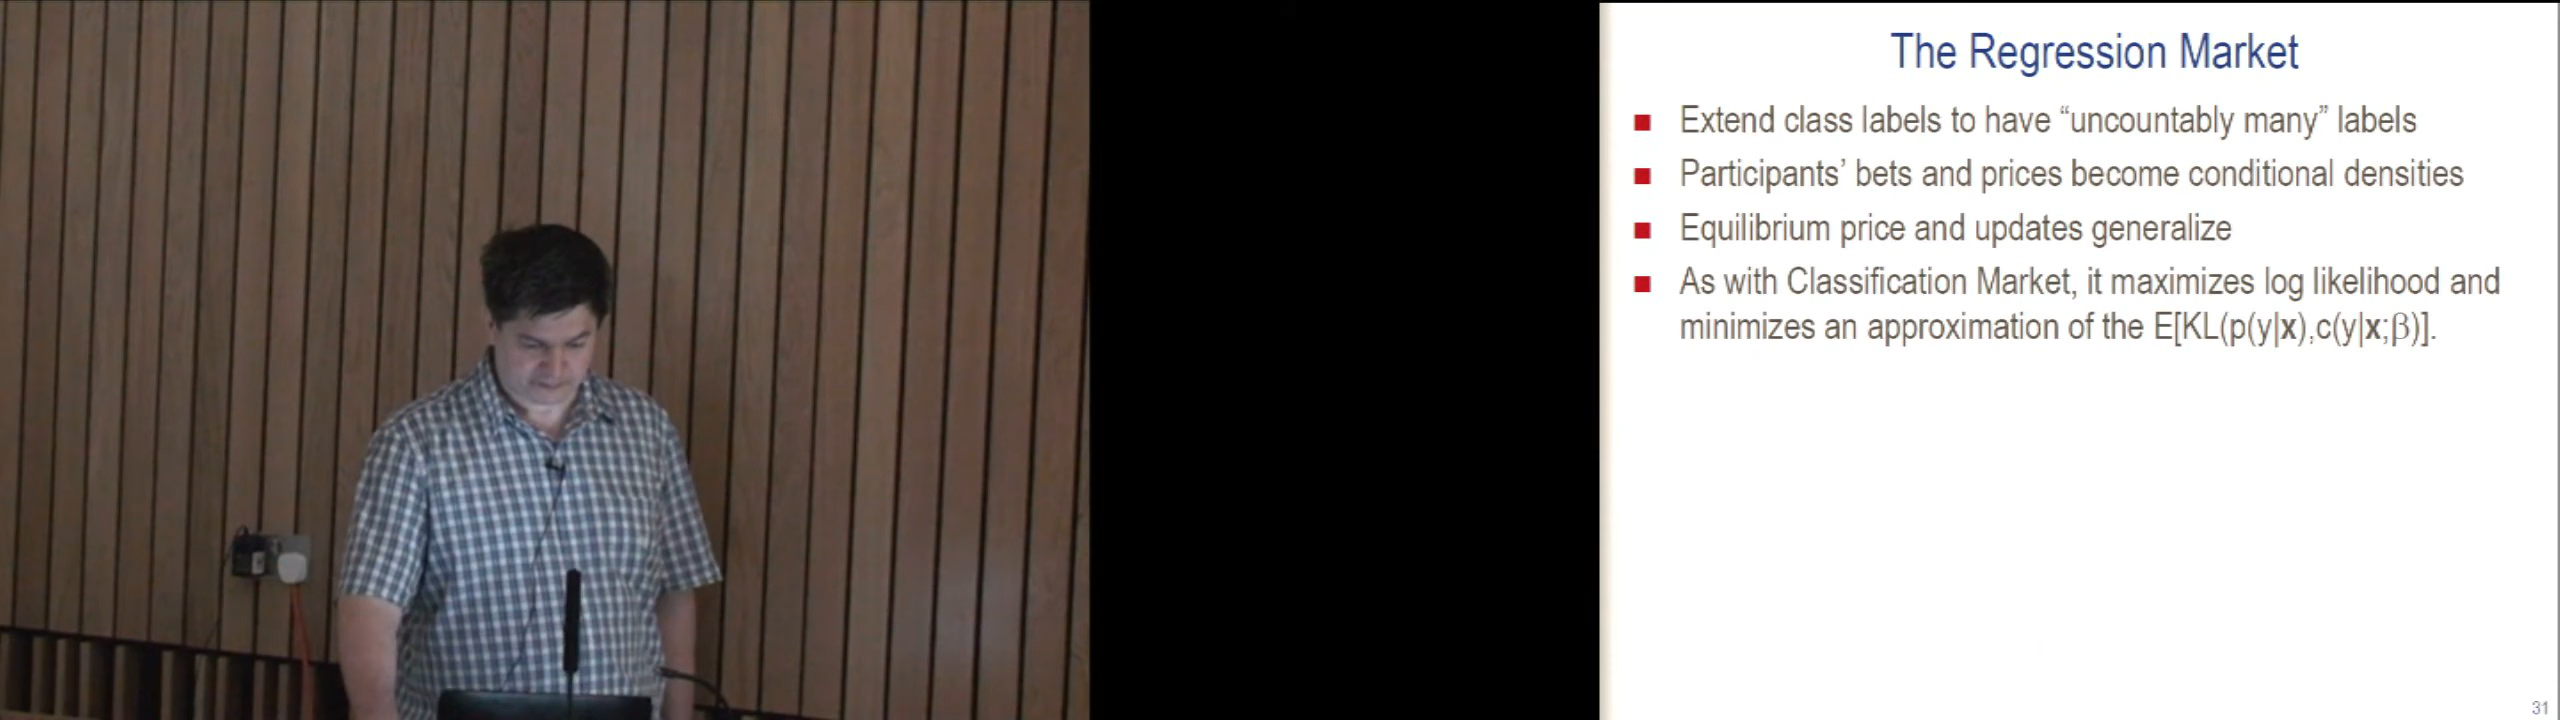 The Regression Market
Extend class labels to have “uncountably many” labels
Participants’ bets and prices become conditional densities
Equilibrium price and updates generalize
As with Classification Market, it maximizes log likelihood and
minimizes an approximation of the E[KL(p(y|x),c(y|x;β)].
31